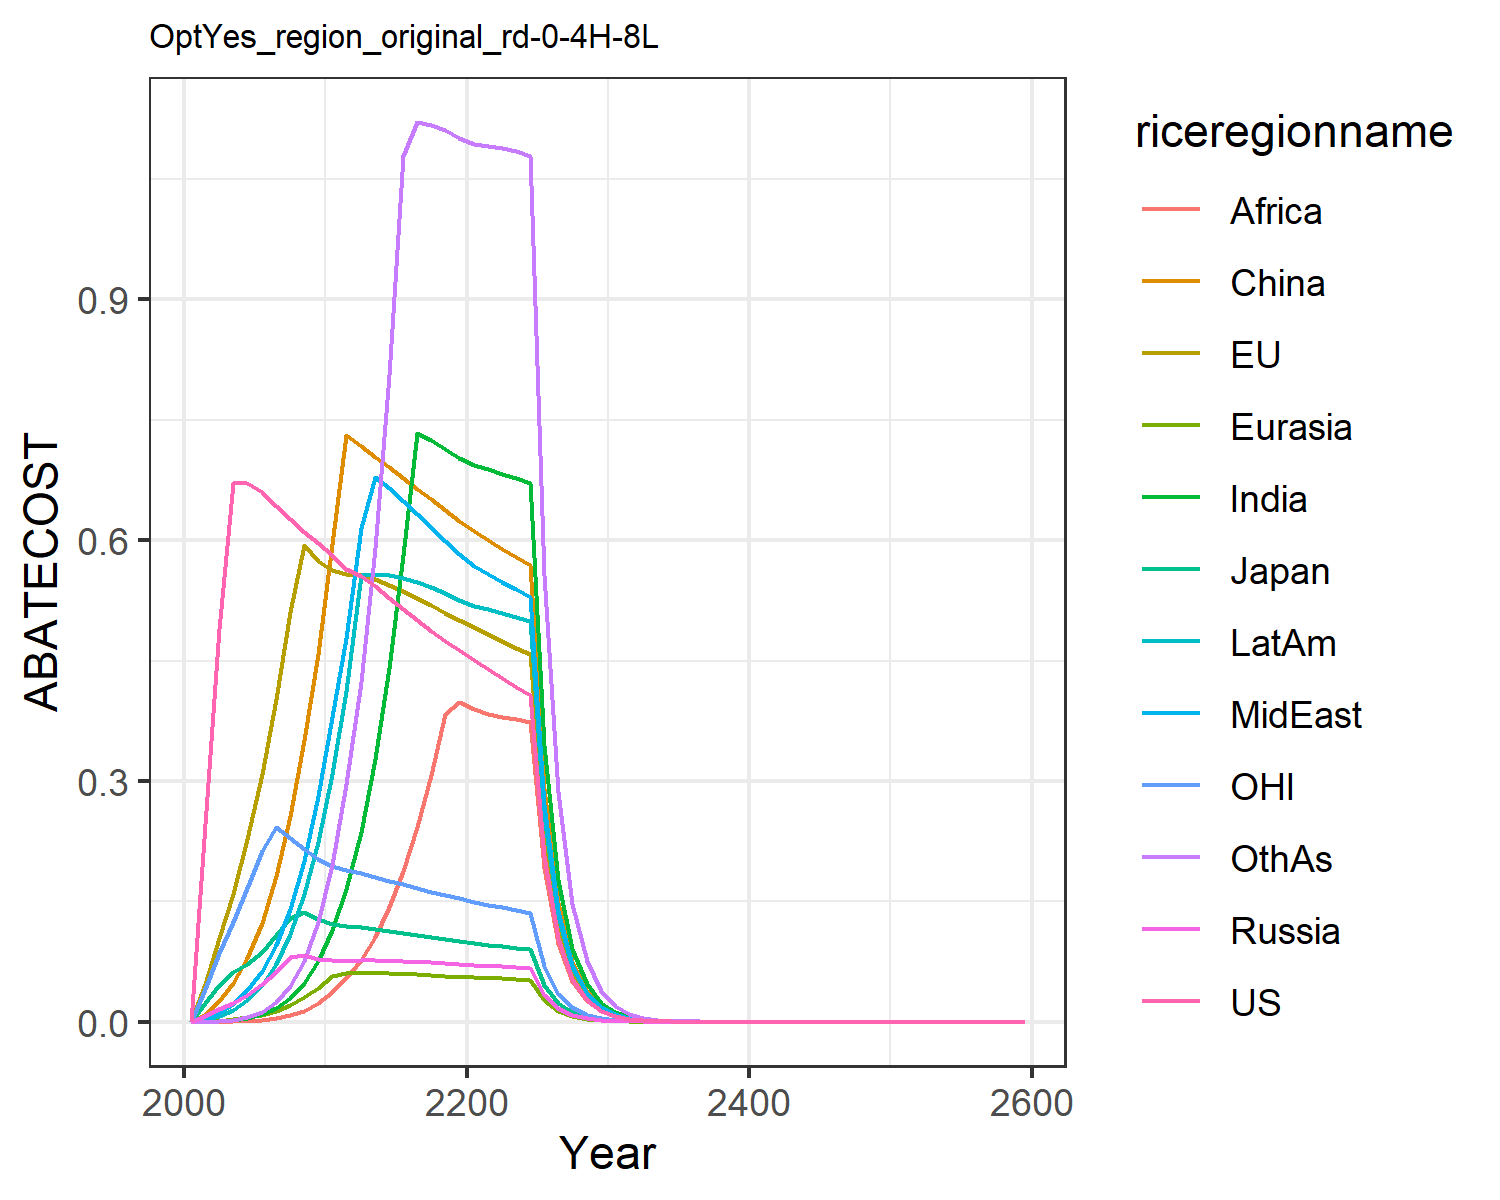 OptYes_region_original_rd-0-4H-8L
ABATECOST
0.9
0.6
0.3
0.0
2000
2200
2400
2600
Year
riceregionname
Africa
China
EU
Eurasia
India
Japan
LatAm
MidEast
OHI
OthAs
Russia
US